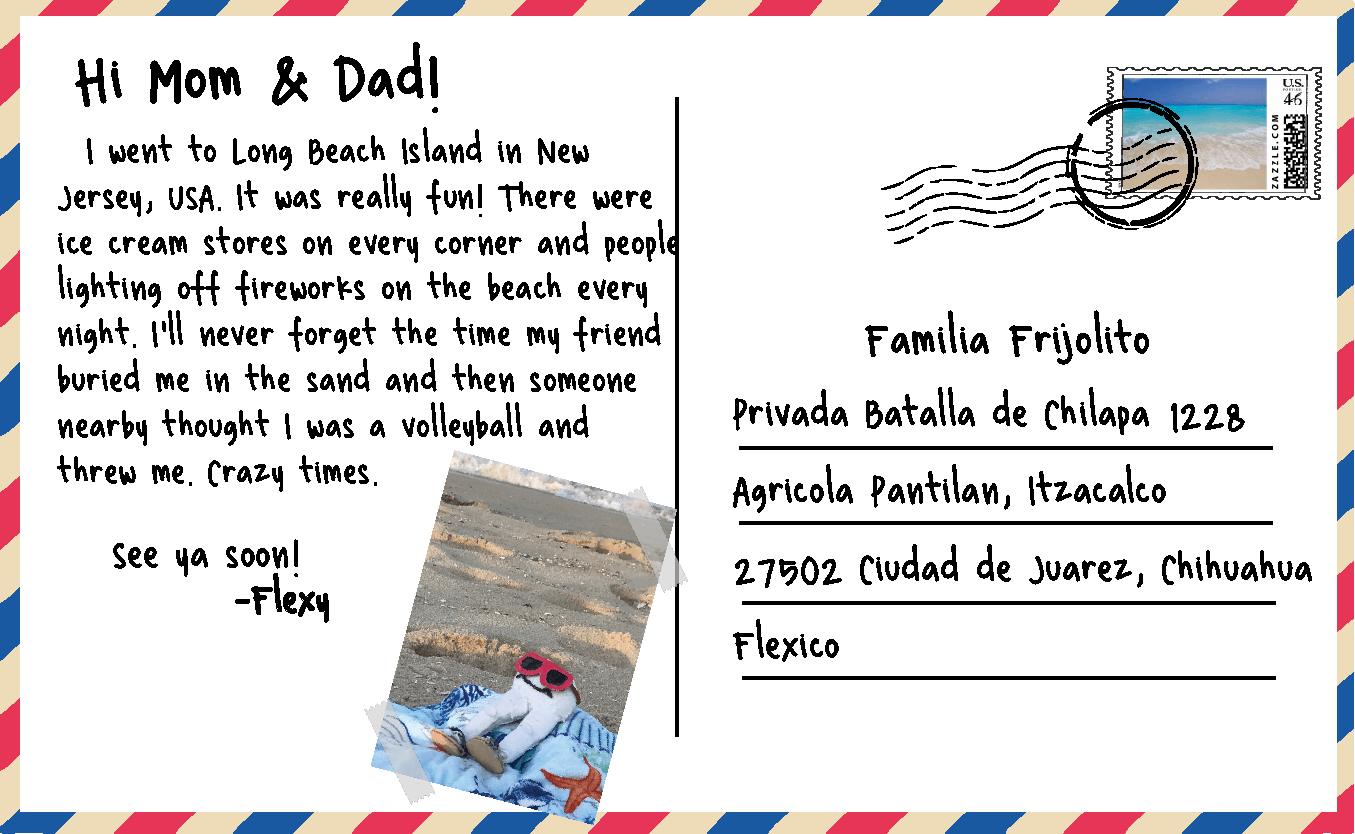 Hi Mom & Dad!
I went to Long Beach Island in New
Jersey, USA. It was really fun! There were
ice cream stores on every corner and people
lighting off fireworks on the beach every
night. I'll never forget the time my friend
buried me in the sand and then someone
nearby thought I was a volleyball and
threw me. Crazy times.
See ya soon!
-Flexy
U.S.
POSTAGE
46
ZAZZLE.COM
Familia Frijolito
Privada Batalla de Chilapa 1228
Agricola Pantilan, Itzacalco
27502 Ciudad de Juarez, Chihuahua
Flexico